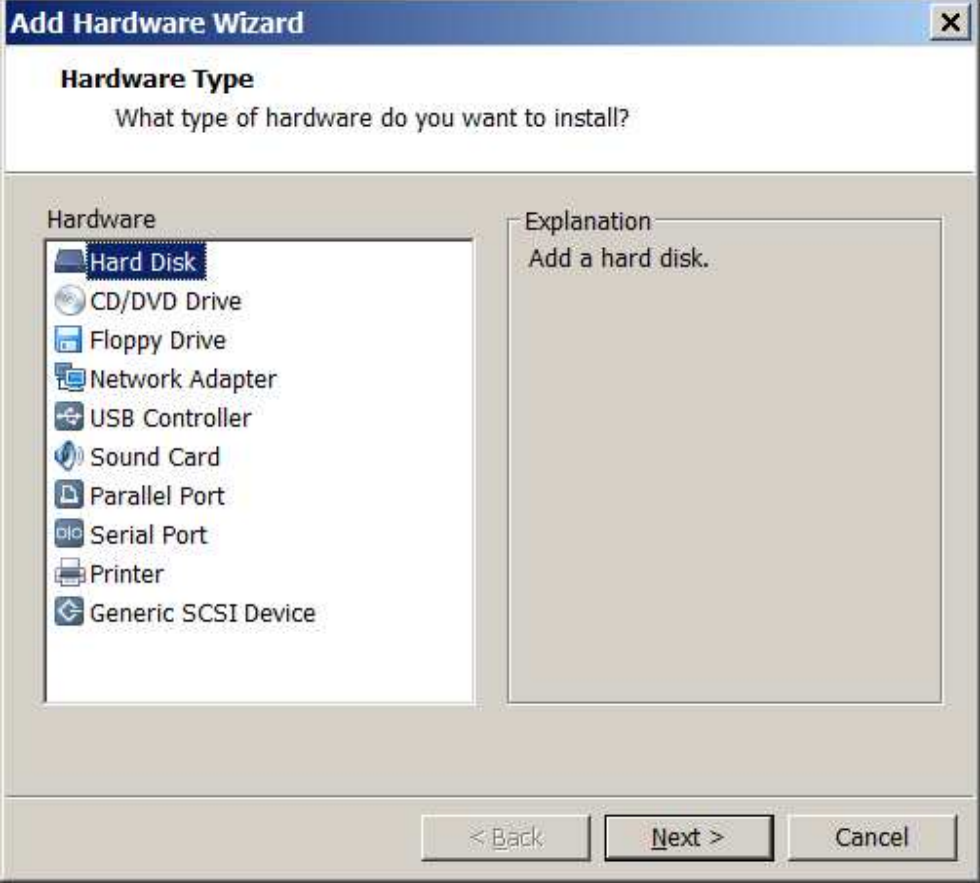 Add Hardware Wizard
Hardware Type
What type of hardware do you want to install?
Hardware
Hard Disk
CD/DVD Drive
Floppy Drive
Network Adapter
USB Controller
Sound Card
Parallel Port
Serial Port
Printer
Generic SCSI Device
Explanation
Add a hard disk.
< Back
Next >
Cancel